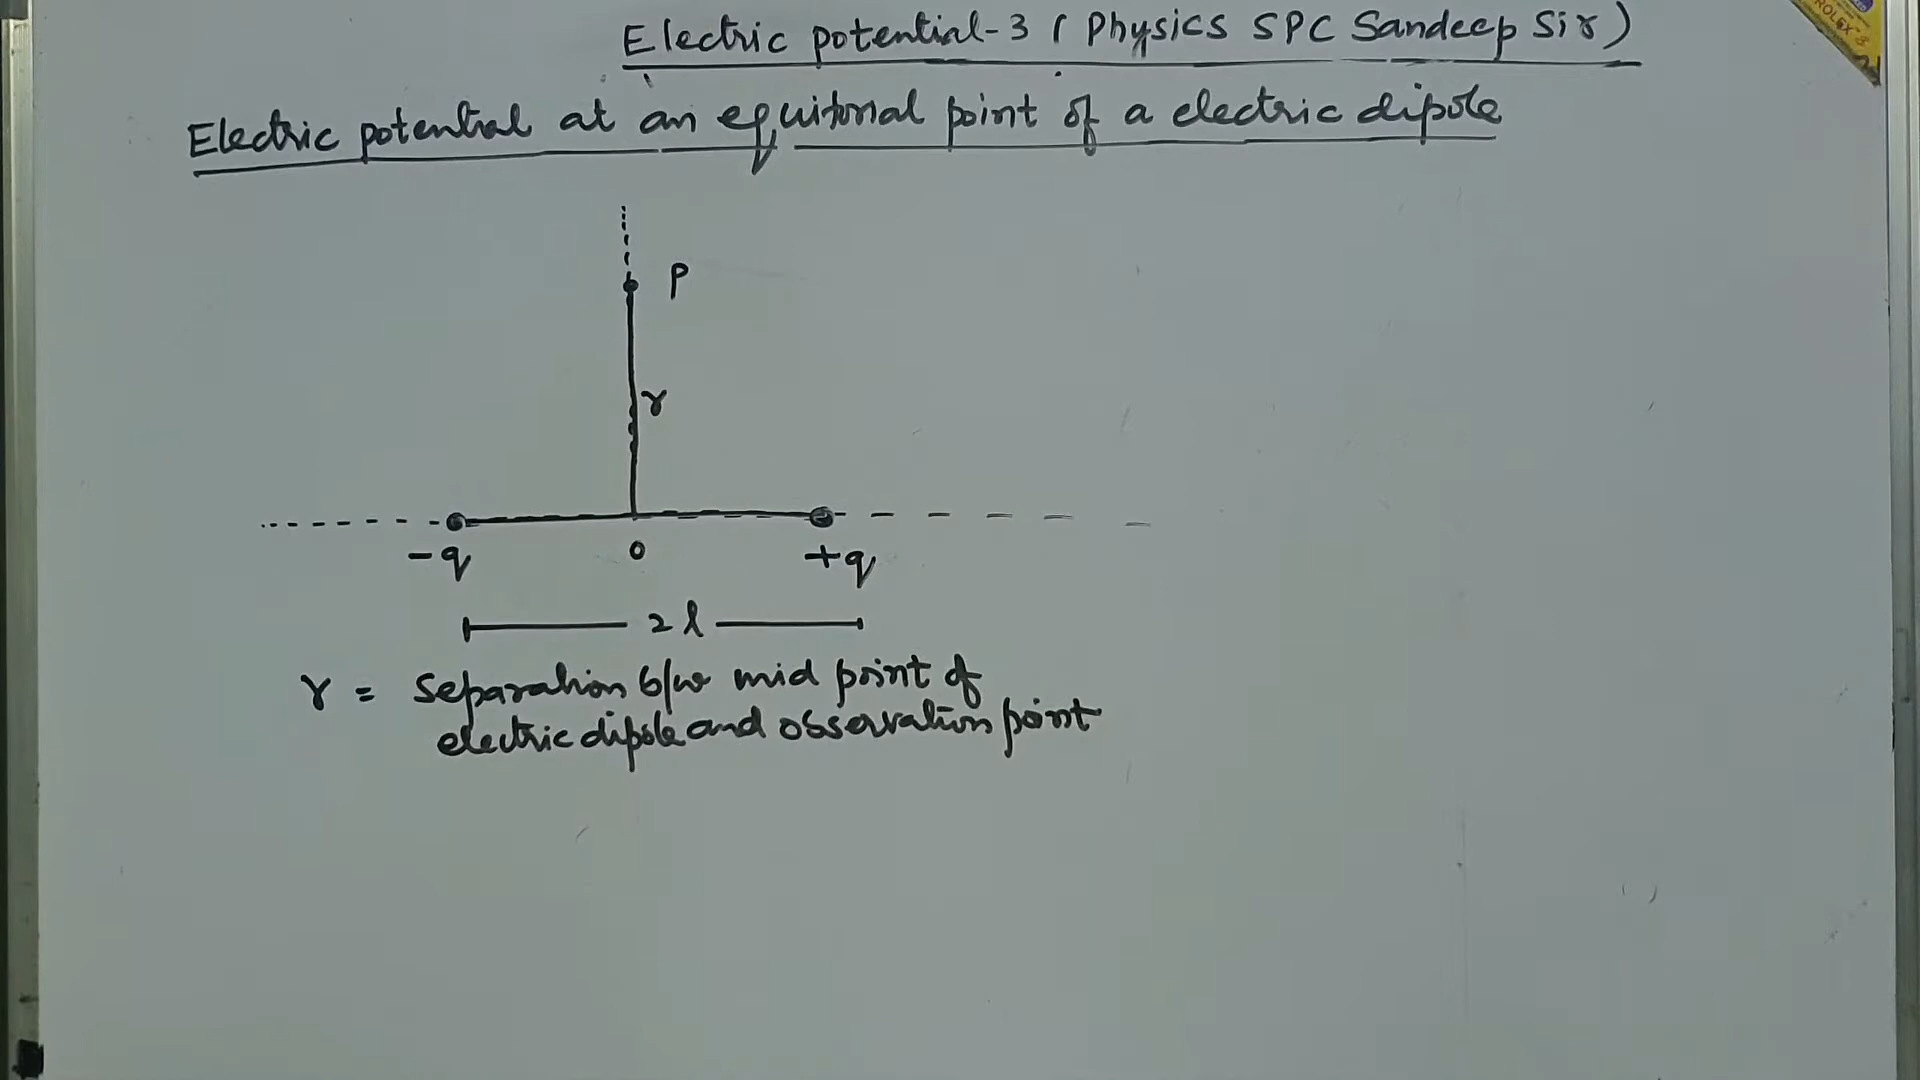 Electric potential-3 (Physics SPC Sandeep Sir)
Electric potential at an equitorial point of a electric dipole
P
r
-q o +q
2l
r = separation b/w mid point of
electric dipole and observation point